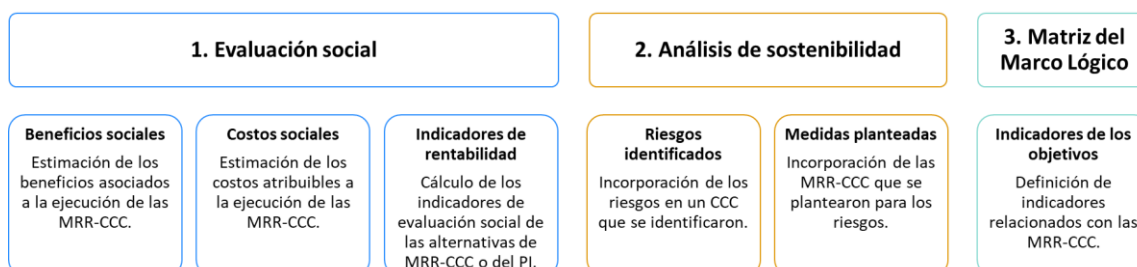 1. Evaluación social
2. Análisis de sostenibilidad
3. Matriz del
Marco Lógico
Beneficios sociales
Estimación de los
beneficios asociados
a la ejecución de las
MRR-CCC.
Costos sociales
Estimación de los
costos atribuibles a
la ejecución de las
MRR-CCC.
Indicadores de
rentabilidad
Cálculo de los
indicadores de
evaluación social de
las alternativas de
MRR-CCC o del PI.
Riesgos
identificados
Incorporación de los
riesgos en un CCC
que se identificaron.
Medidas planteadas
Incorporación de las
MRR-CCC que se
plantearon para los
riesgos.
Indicadores de los
objetivos
Definición de
indicadores
relacionados con las
MRR-CCC.